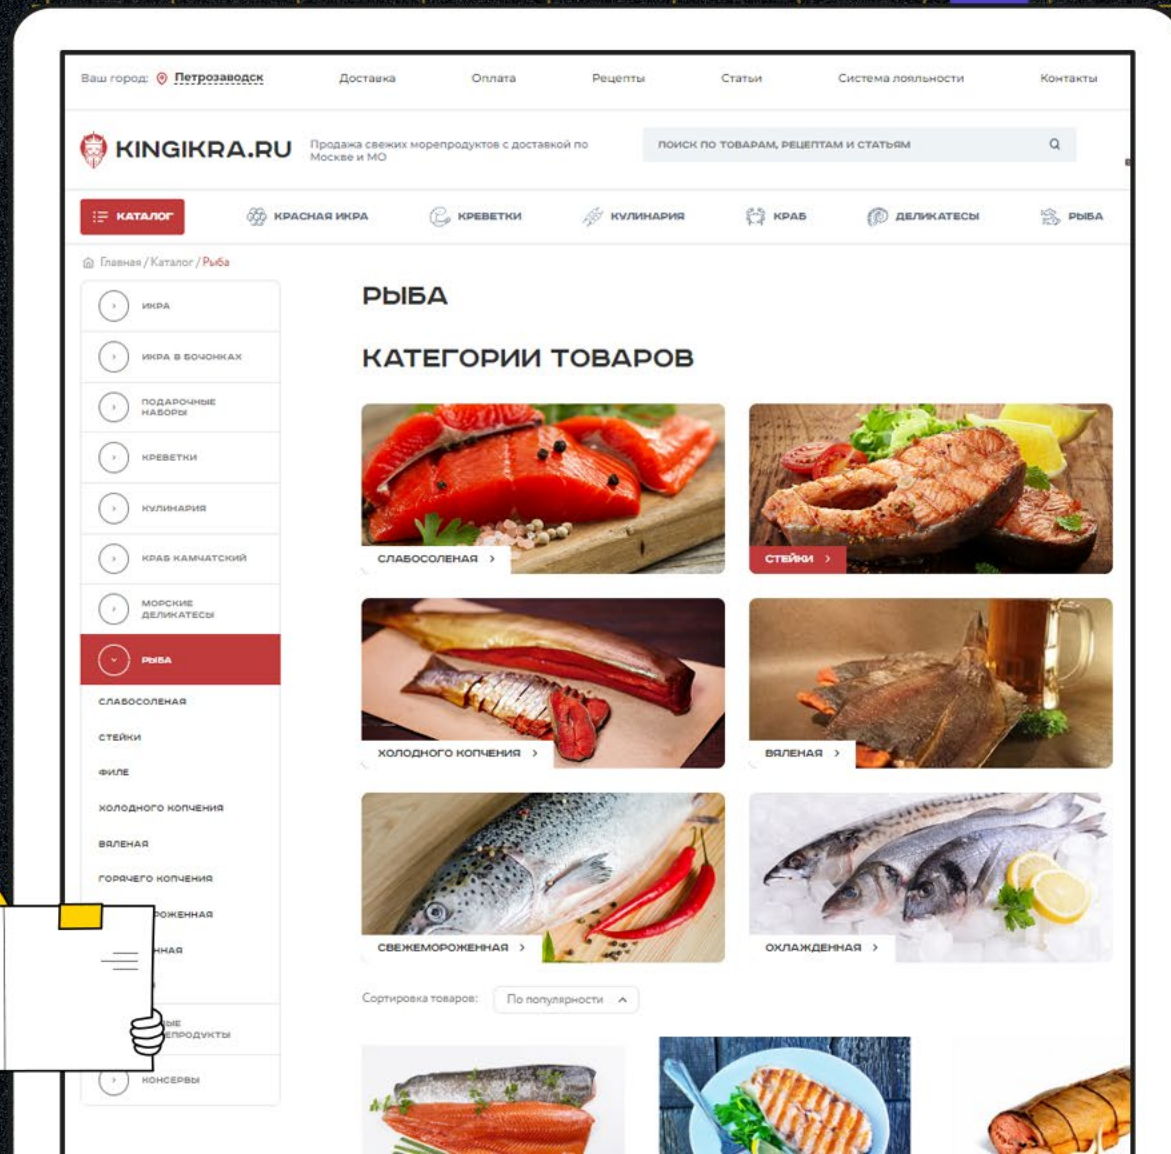 Ваш город: Петрозаводск Доставка Оплата Рецепты Статьи Система лояльности Контакты
KINGIKRA.RU
Продажа свежих морепродуктов с доставкой по
Москве и МО
ПОИСК ПО ТОВАРАМ, РЕЦЕПТАМ И СТАТЬЯМ
КАТАЛОГ КРАСНАЯ ИКРА КРЕВЕТКИ КУЛИНАРИЯ КРАБ ДЕЛИКАТЕСЫ РЫБА
Главная / Каталог / Рыба
ИКРА
ИКРА В БОЧОНКАХ
ПОДАРОЧНЫЕ
НАБОРЫ
КРЕВЕТКИ
КУЛИНАРИЯ
КРАБ КАМЧАТСКИЙ
МОРСКИЕ
ДЕЛИКАТЕСЫ
РЫБА
СЛАБОСОЛЕНАЯ
СТЕЙКИ
ФИЛЕ
ХОЛОДНОГО КОПЧЕНИЯ
ВЯЛЕНАЯ
ГОРЯЧЕГО КОПЧЕНИЯ
КОНСЕРВЫ
РЫБА
КАТЕГОРИИ ТОВАРОВ
СЛАБОСОЛЕНАЯ >
СТЕЙКИ >
ХОЛОДНОГО КОПЧЕНИЯ >
ВЯЛЕНАЯ >
СВЕЖЕМОРОЖЕННАЯ >
ОХЛАЖДЕННАЯ >
Сортировка товаров: По популярности